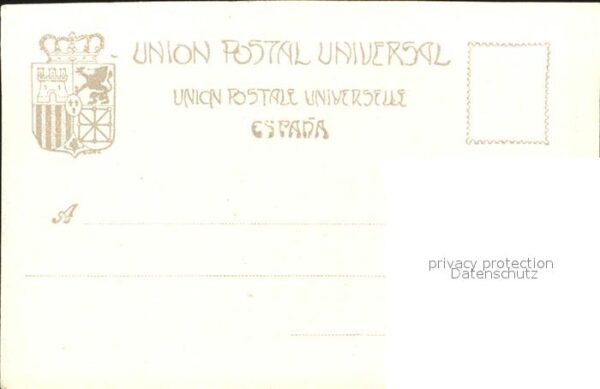 UNION POSTAL UNIVERSAL
UNION POSTALE UNIVERSELLE
ESPAÑA
A
privacy protection
Datenschutz